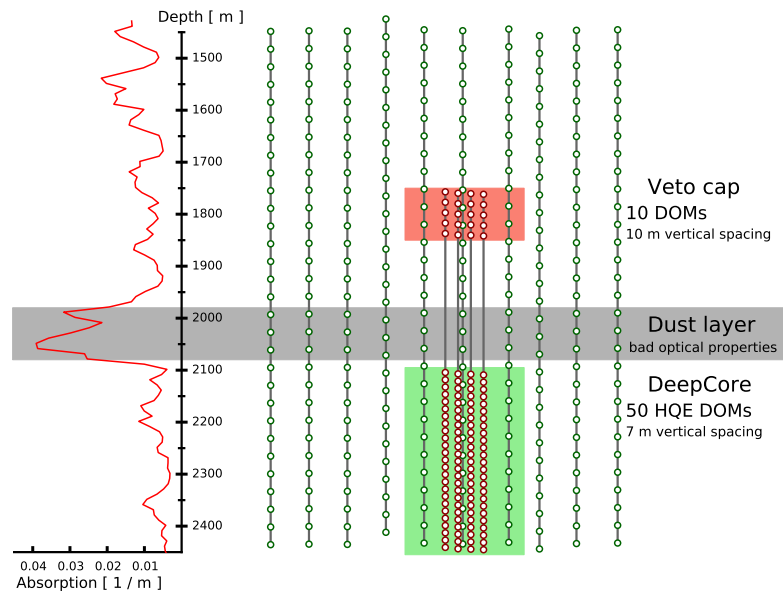 Depth [ m ]
1500
1600
1700
1800
1900
2000
2100
2200
2300
2400
Veto cap
10 DOMs
10 m vertical spacing
Dust layer
bad optical properties
DeepCore
50 HQE DOMs
7 m vertical spacing
0.04 0.03 0.02 0.01
Absorption [ 1 / m ]